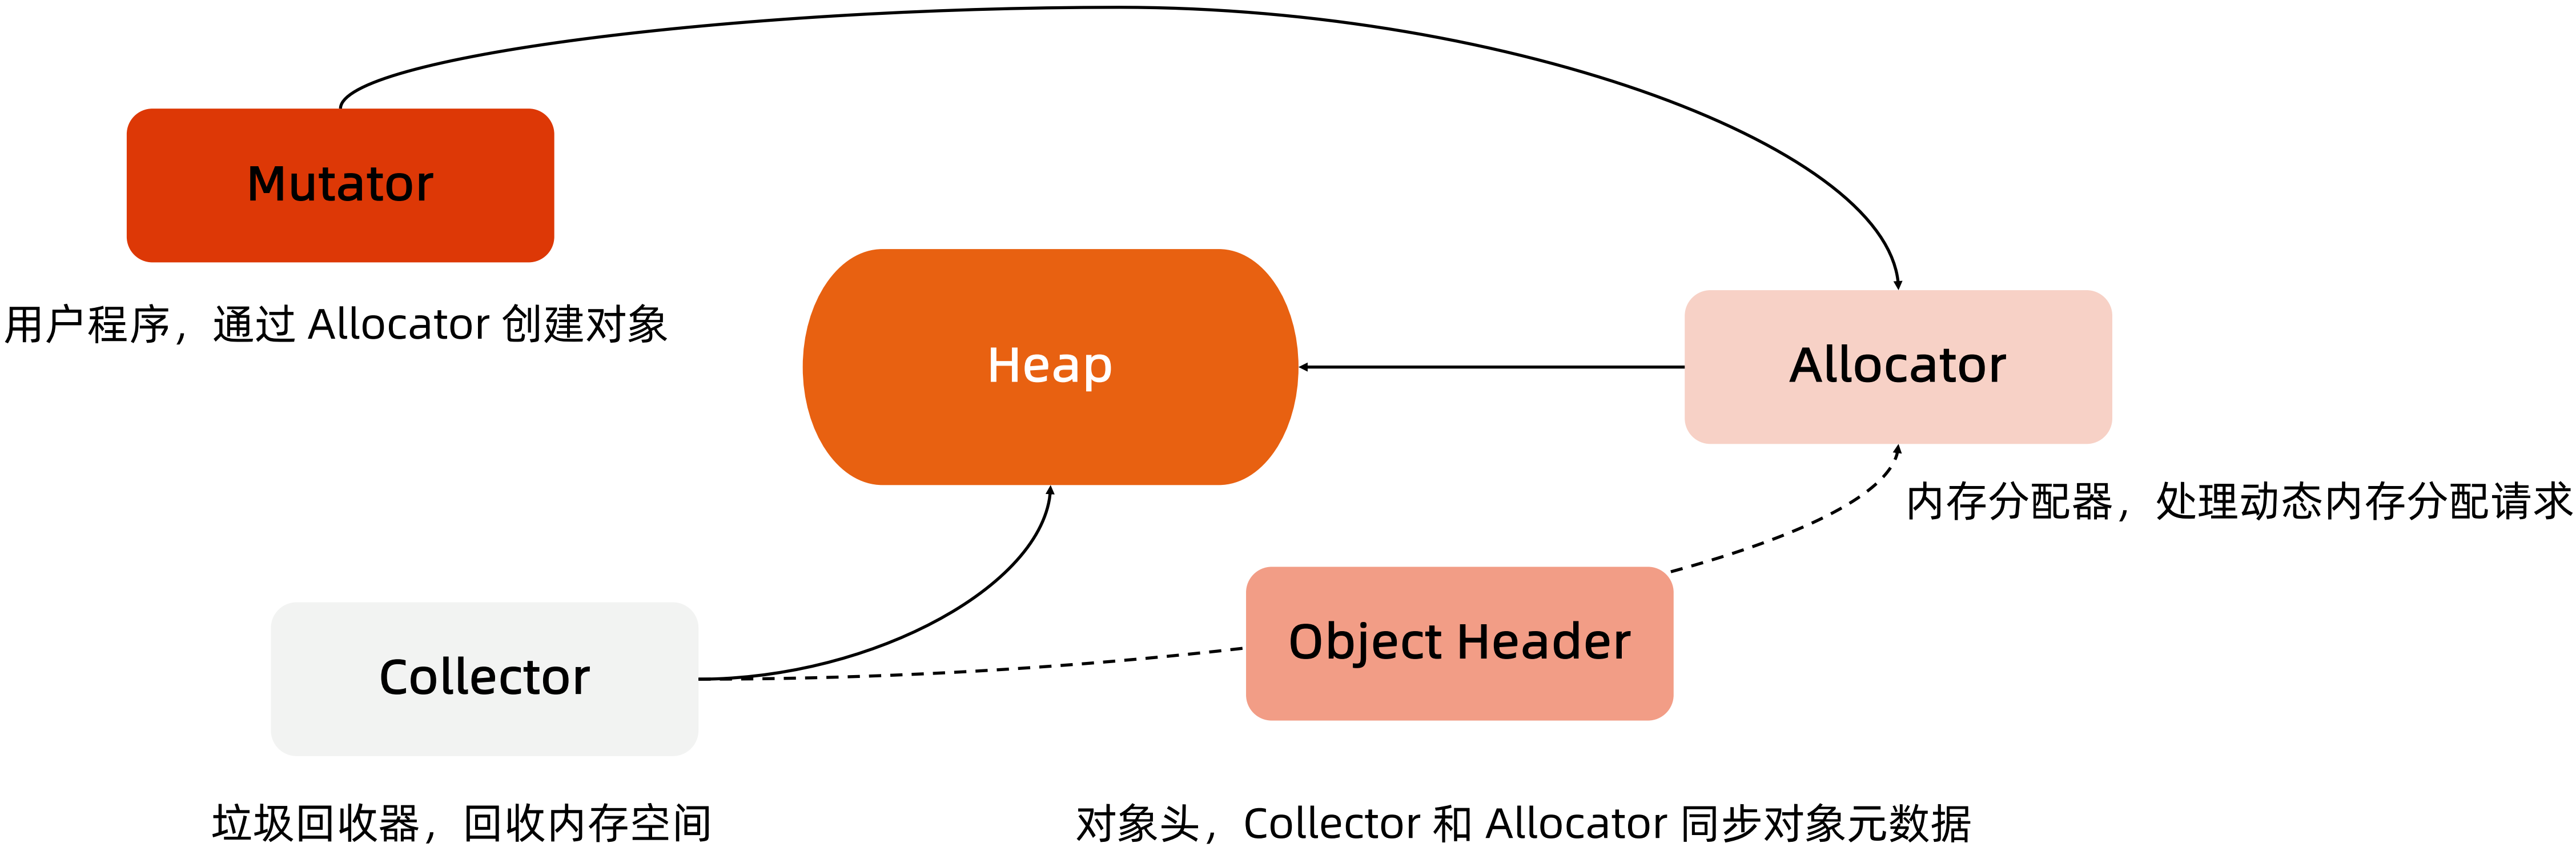 Mutator
用户程序，通过 Allocator 创建对象
Heap
Allocator
内存分配器，处理动态内存分配请求
Object Header
Collector
垃圾回收器，回收内存空间
对象头，Collector 和 Allocator 同步对象元数据